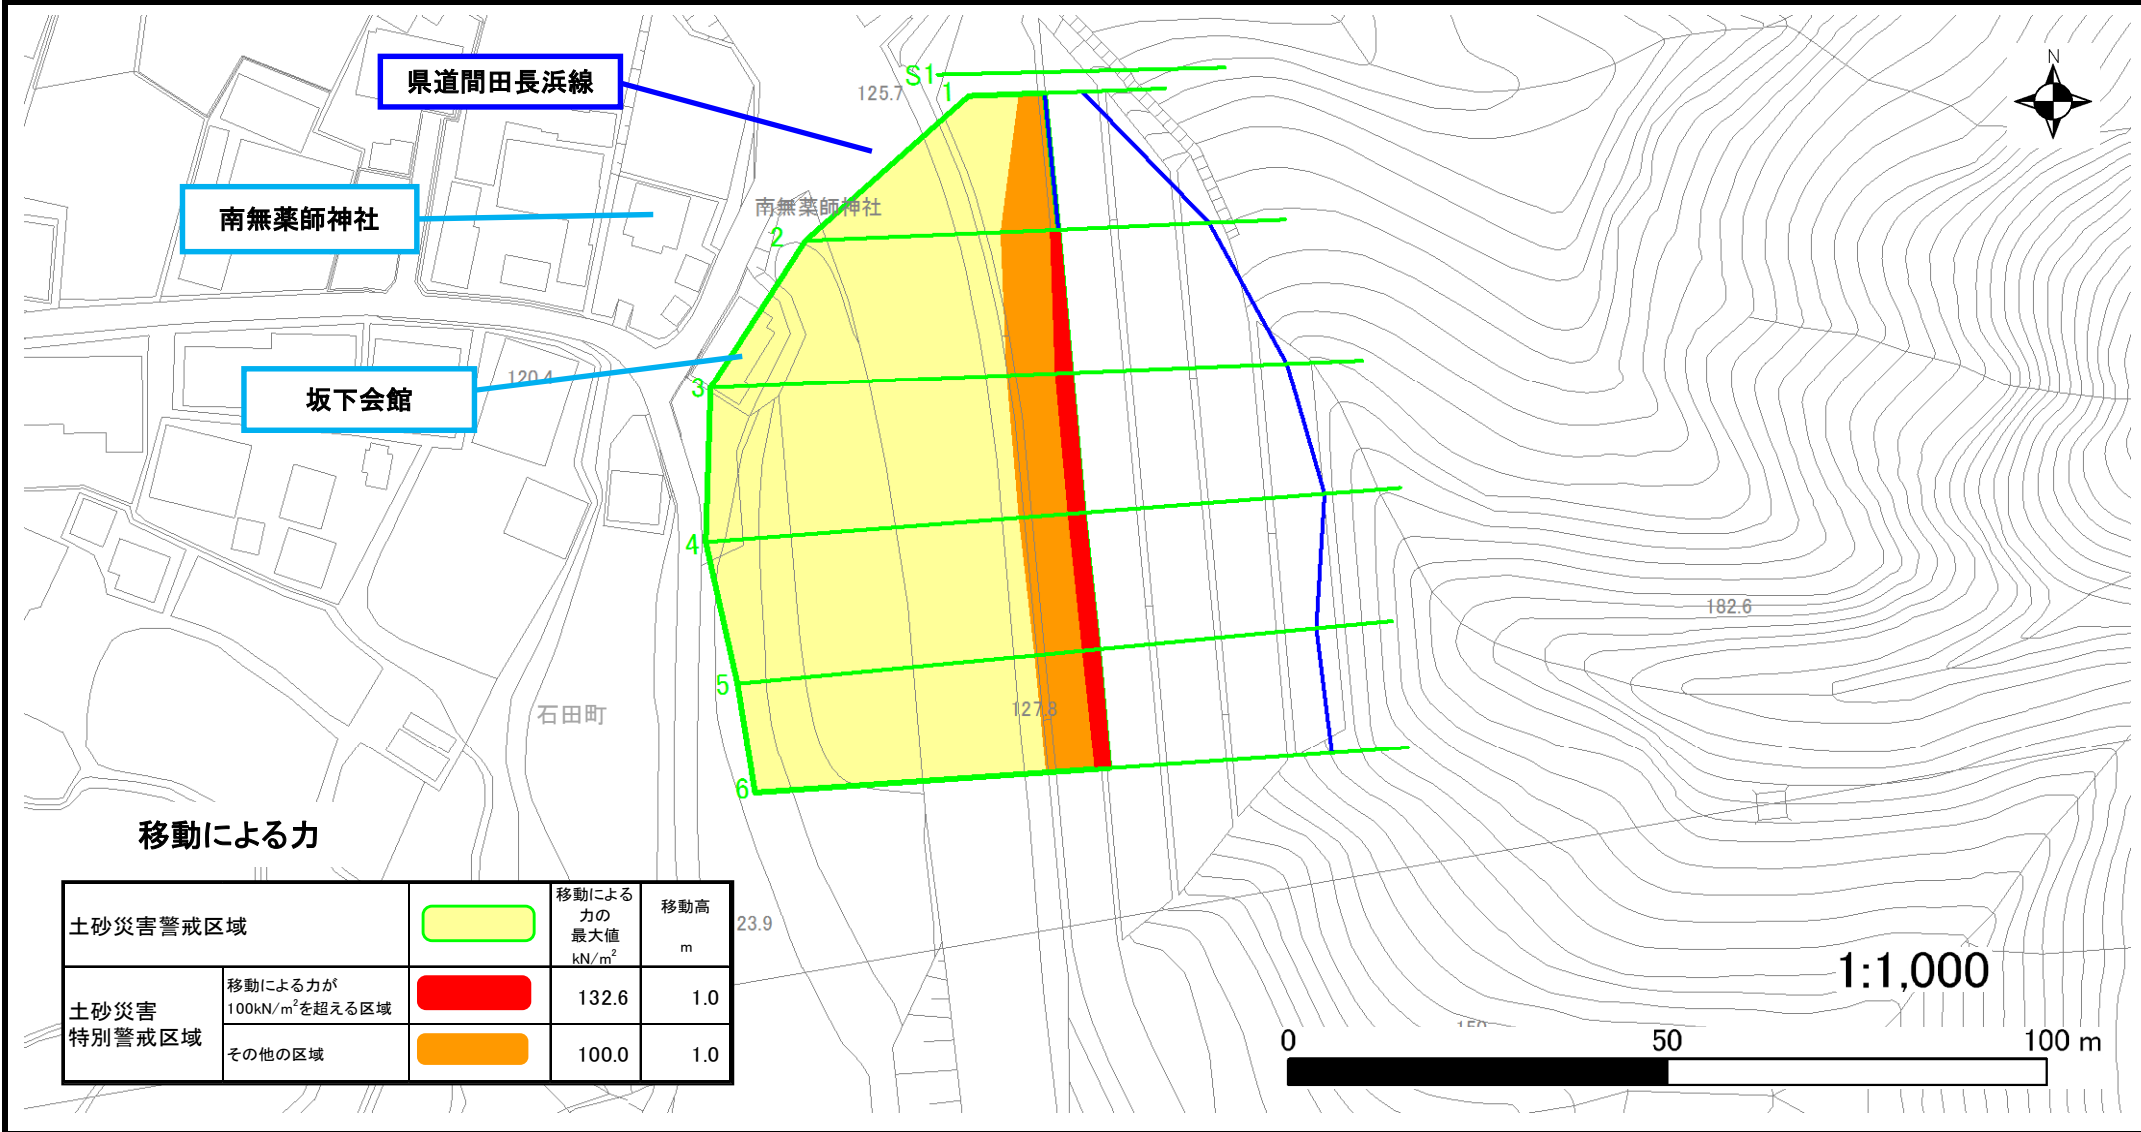 県道間田長浜線
南無薬師神社
坂下会館
S1
1
2
3
4
5
6
125.7
南無薬師神社
120.4
石田町
127.8
182.6
23.9
150
N
移動による力
土砂災害警戒区域
移動による
力の
最大値
kN/m²
移動高
m
土砂災害
特別警戒区域
移動による力が
100kN/m²を超える区域
132.6
1.0
その他の区域
100.0
1.0
1:1,000
0
50
100 m